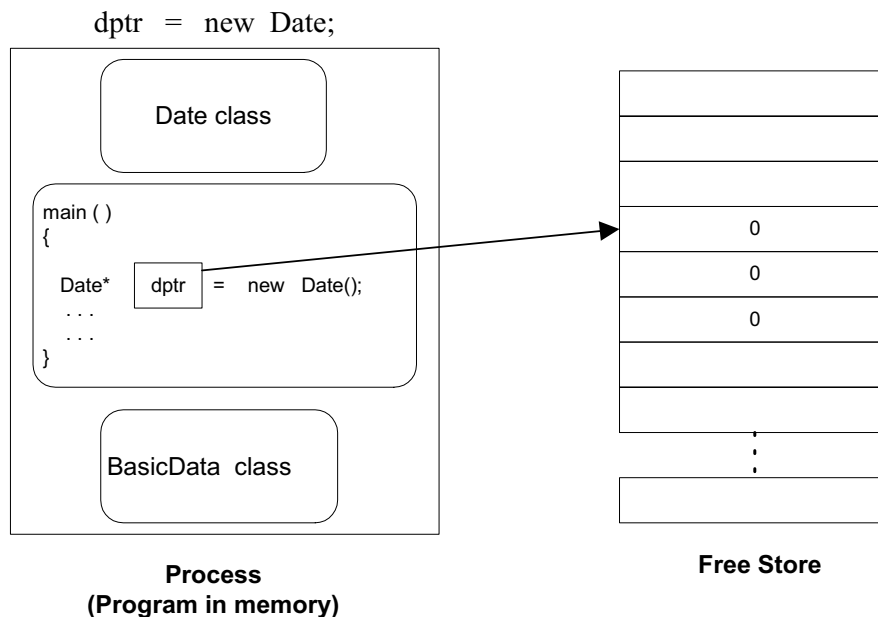 dptr = new Date;
Date class
main ( )
{
Date* dptr = new Date();
. . .
. . .
}
BasicData class
Process
(Program in memory)
0
0
0
Free Store